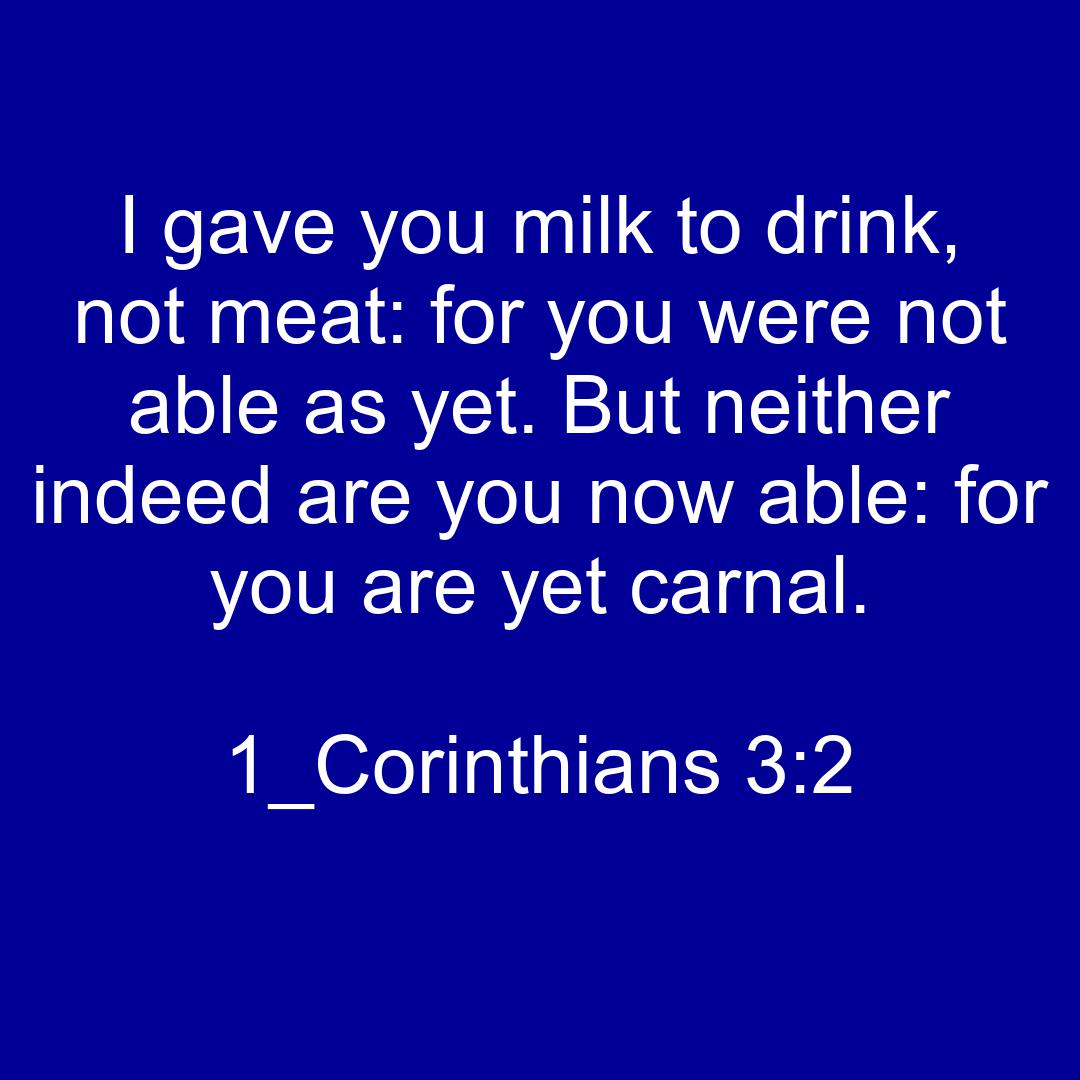 I gave you milk to drink,
not meat: for you were not
able as yet. But neither
indeed are you now able: for
you are yet carnal.
1_Corinthians 3:2